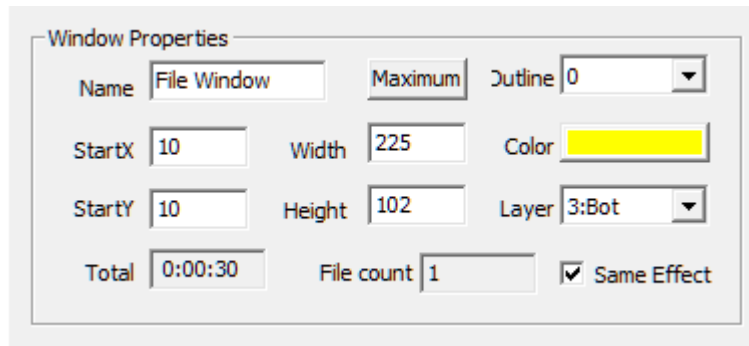 Window Properties
Name File Window Maximum Outline 0
StartX 10 Width 225 Color
StartY 10 Height 102 Layer 3:Bot
Total 0:00:30 File count 1 Same Effect